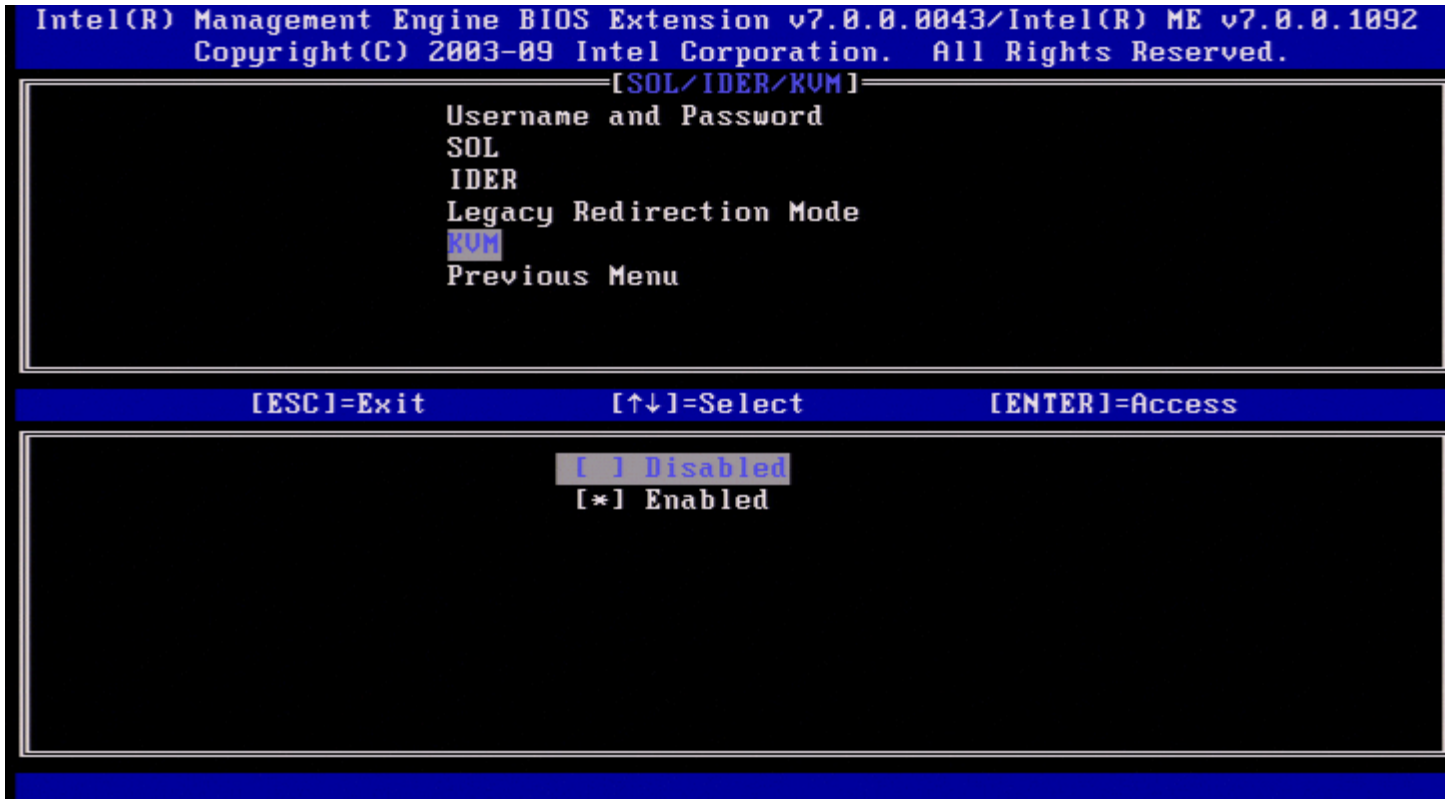 Intel(R) Management Engine BIOS Extension v7.0.0.0043/Intel(R) ME v7.0.0.1092
Copyright(C) 2003-09 Intel Corporation.  All Rights Reserved.
[SOL/IDER/KVM]
Username and Password
SOL
IDER
Legacy Redirection Mode
KVM
Previous Menu
[ESC]=Exit [↑↓]=Select [ENTER]=Access
[ ] Disabled
[*] Enabled